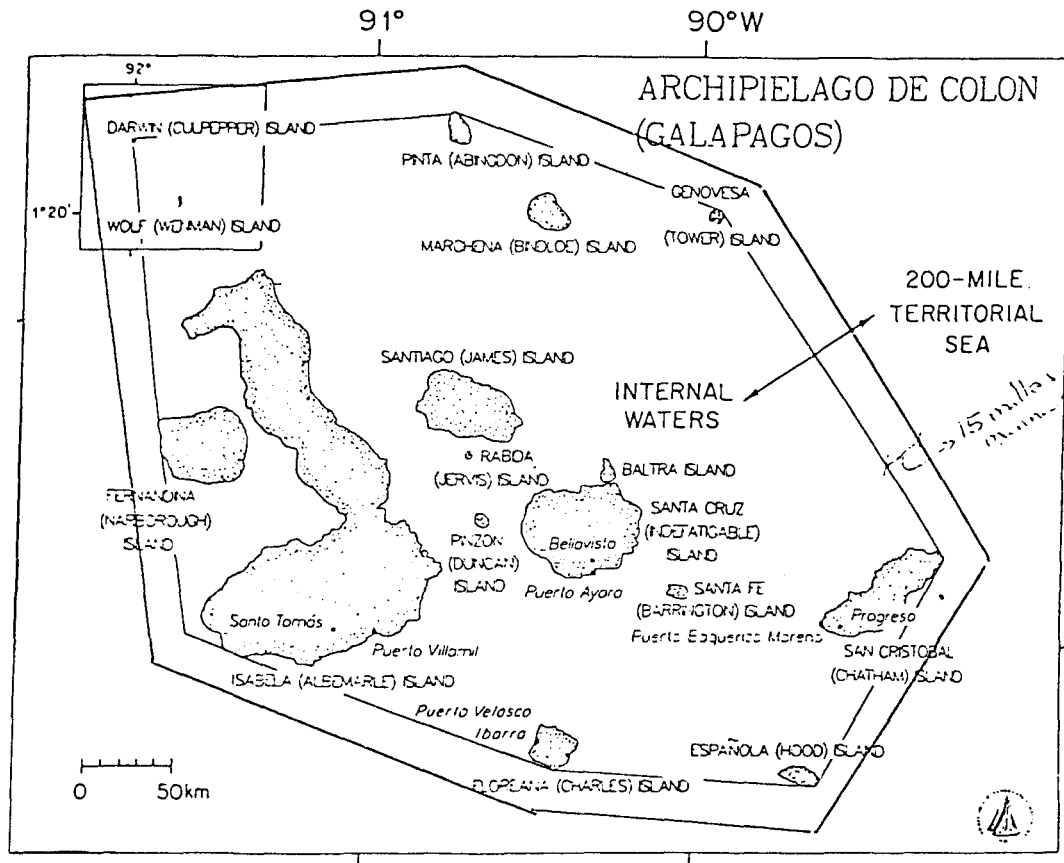 91°
90°W
ARCHIPIELAGO DE COLON
(GALAPAGOS)
92°
DARWIN (CULPEPPER) ISLAND
PINTA (ABINGDON) ISLAND
1°20'
WOLF (WENMAN) ISLAND
MARCHENA (BINDLOE) ISLAND
GENOVESA
(TOWER) ISLAND
200-MILE
TERRITORIAL
SEA
SANTIAGO (JAMES) ISLAND
INTERNAL
WATERS
15 millas
RABIDA
(JERVIS) ISLAND
BALTRA ISLAND
FERNANDINA
(NARBOROUGH)
ISLAND
PINZON
(DUNCAN)
ISLAND
SANTA CRUZ
(INDEFATIGABLE)
ISLAND
Bellavista
Puerto Ayora
SANTA FE
(BARRINGTON) ISLAND
Puerto Baquerizo Moreno
Progreso
SAN CRISTOBAL
(CHATHAM) ISLAND
Santo Tomás
Puerto Villamil
ISABELA (ALBEMARLE) ISLAND
Puerto Velasco
Ibarra
FLOREANA (CHARLES) ISLAND
ESPAÑOLA (HOOD) ISLAND
0 50km